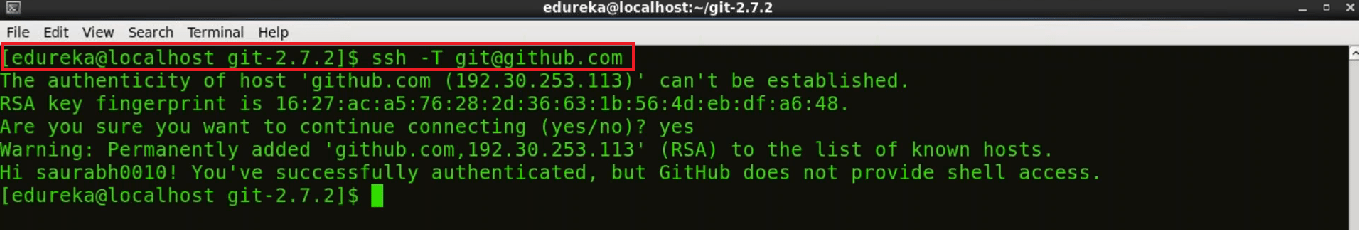 edureka@localhost:~/git-2.7.2
File Edit View Search Terminal Help
[edureka@localhost git-2.7.2]$ ssh -T git@github.com
The authenticity of host 'github.com (192.30.253.113)' can't be established.
RSA key fingerprint is 16:27:ac:a5:76:28:2d:36:63:1b:56:4d:eb:df:a6:48.
Are you sure you want to continue connecting (yes/no)? yes
Warning: Permanently added 'github.com,192.30.253.113' (RSA) to the list of known hosts.
Hi saurabh0010! You've successfully authenticated, but GitHub does not provide shell access.
[edureka@localhost git-2.7.2]$